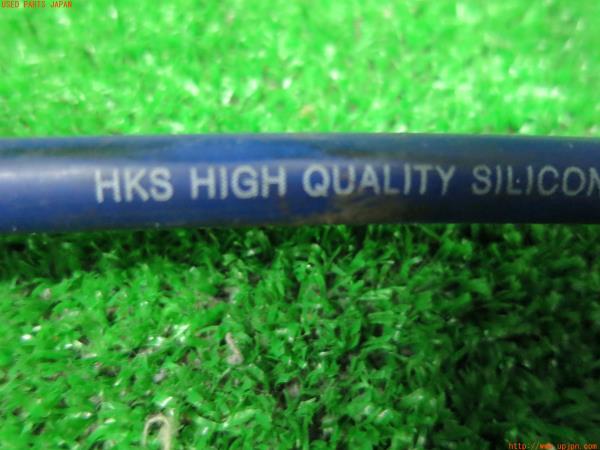 USED PARTS JAPAN
HKS HIGH QUALITY SILICON
http://www.upjpn.com/